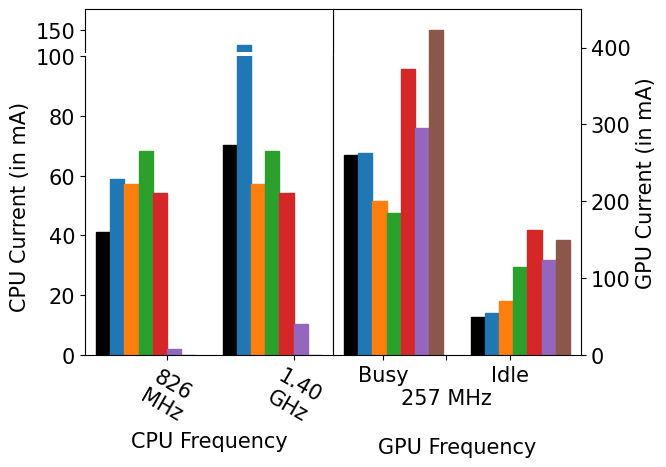 150
100
80
60
40
20
0
CPU Current (in mA)
826
MHz
1.40
GHz
CPU Frequency
400
300
200
100
0
GPU Current (in mA)
Busy
Idle
257 MHz
GPU Frequency